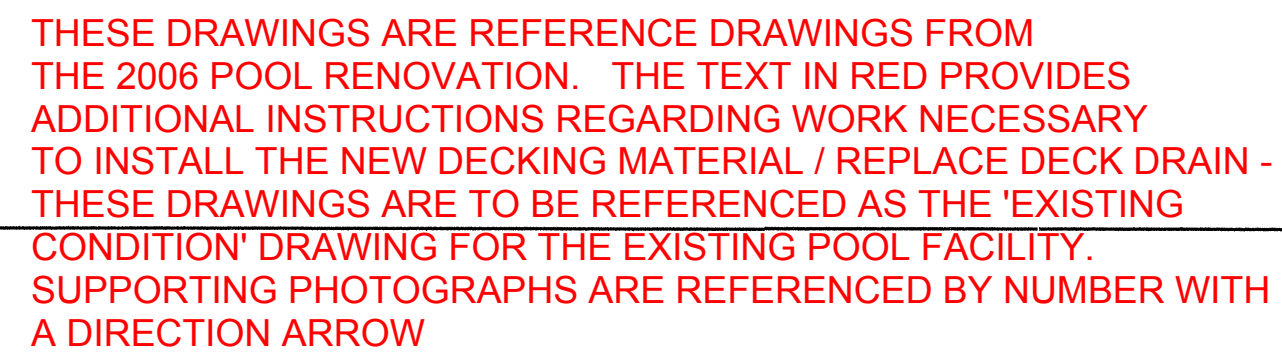 THESE DRAWINGS ARE REFERENCE DRAWINGS FROM
THE 2006 POOL RENOVATION. THE TEXT IN RED PROVIDES
ADDITIONAL INSTRUCTIONS REGARDING WORK NECESSARY
TO INSTALL THE NEW DECKING MATERIAL / REPLACE DECK DRAIN -
THESE DRAWINGS ARE TO BE REFERENCED AS THE 'EXISTING
CONDITION' DRAWING FOR THE EXISTING POOL FACILITY.
SUPPORTING PHOTOGRAPHS ARE REFERENCED BY NUMBER WITH
A DIRECTION ARROW